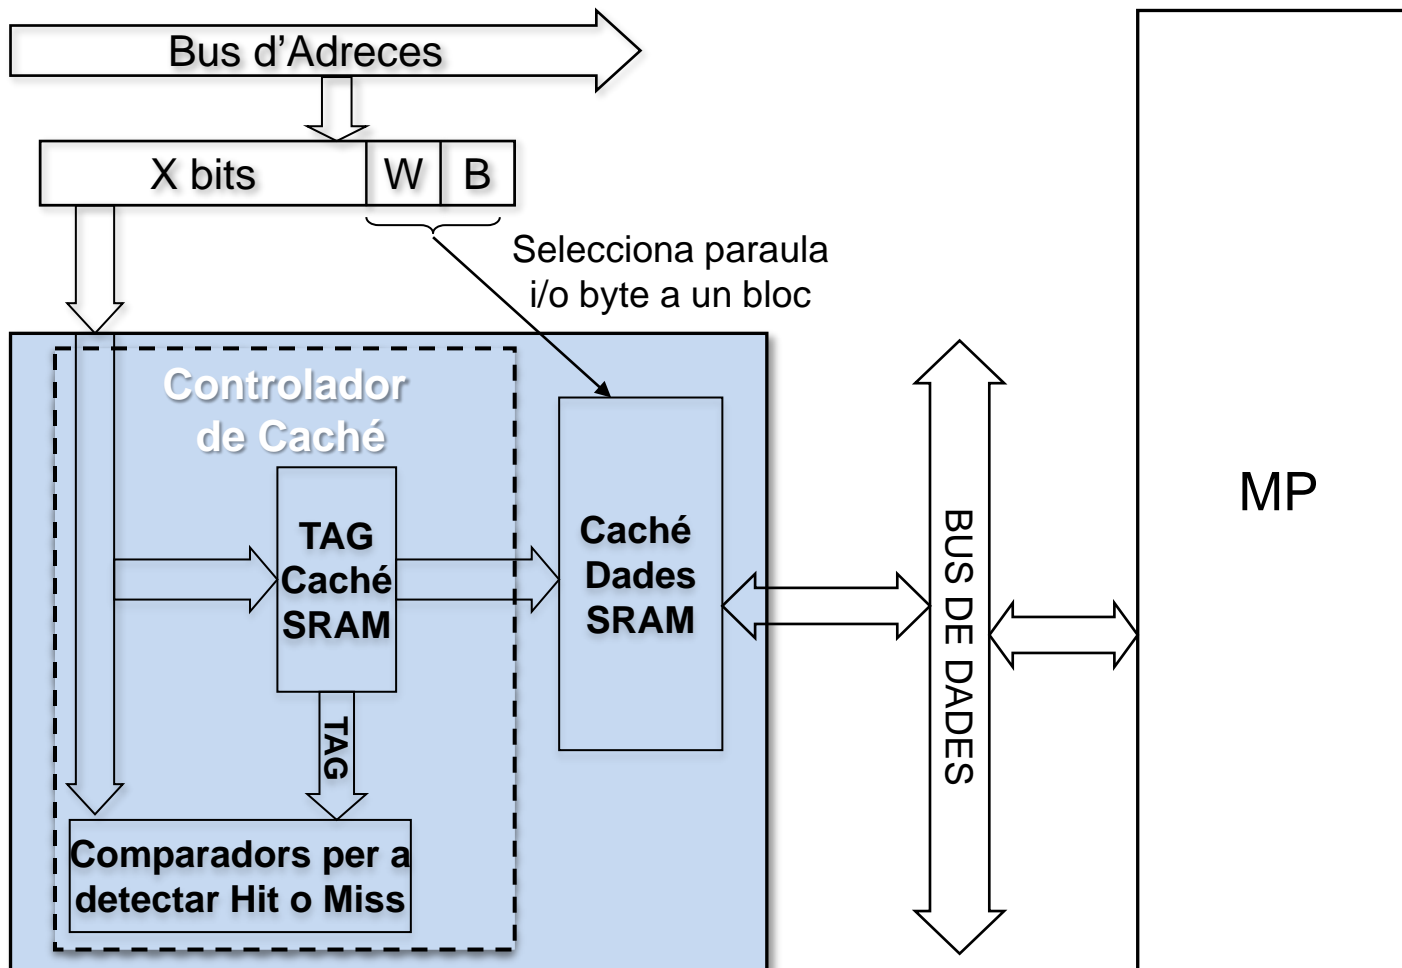 Bus d'Adreces
X bits
W
B
Selecciona paraula
i/o byte a un bloc
Controlador
de Caché
TAG
Caché
SRAM
Caché
Dades
SRAM
TAG
Comparadors per a
detectar Hit o Miss
BUS DE DADES
MP